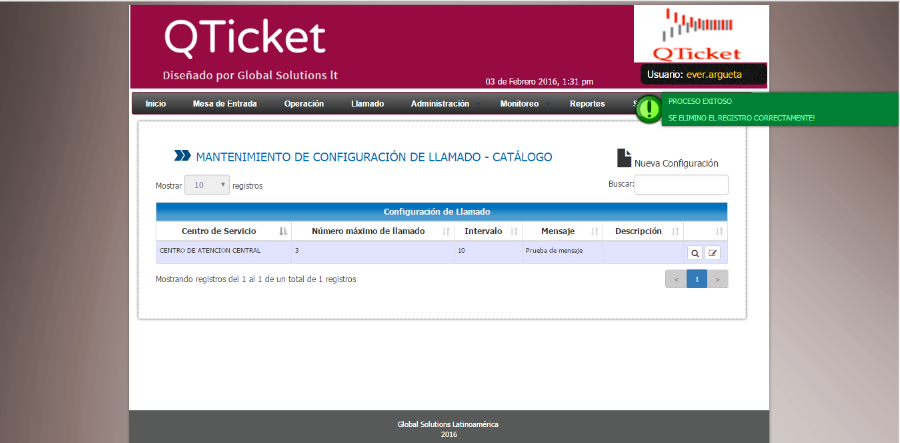 QTicket
Diseñado por Global Solutions lt
QTicket
03 de Febrero 2016, 1:31 pm
Usuario: ever.argueta
Inicio Mesa de Entrada Operación Llamado Administración Monitoreo Reportes S
PROCESO EXITOSO
SE ELIMINO EL REGISTRO CORRECTAMENTE!
MANTENIMIENTO DE CONFIGURACIÓN DE LLAMADO - CATÁLOGO
Nueva Configuración
Mostrar 10 registros
Buscar:
Configuración de Llamado
Centro de Servicio Número máximo de llamado Intervalo Mensaje Descripción
CENTRO DE ATENCION CENTRAL 3 10 Prueba de mensaje
Mostrando registros del 1 al 1 de un total de 1 registros
< 1 >
Global Solutions Latinoamérica
2016